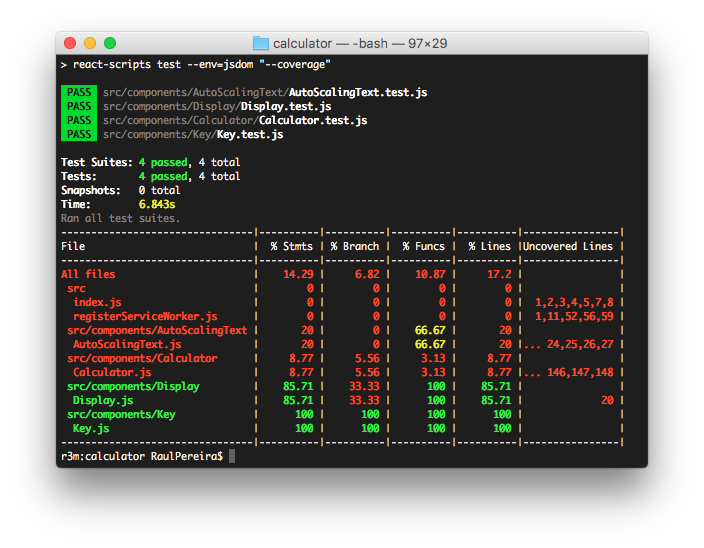 calculator — -bash — 97×29
> react-scripts test --env=jsdom "--coverage"
PASS src/components/AutoScalingText/AutoScalingText.test.js
PASS src/components/Display/Display.test.js
PASS src/components/Calculator/Calculator.test.js
PASS src/components/Key/Key.test.js
Test Suites: 4 passed, 4 total
Tests: 4 passed, 4 total
Snapshots: 0 total
Time: 6.843s
Ran all test suites.
-------------------------------|----------|----------|----------|----------|----------------|
File | % Stmts | % Branch | % Funcs | % Lines |Uncovered Lines |
-------------------------------|----------|----------|----------|----------|----------------|
All files | 14.29 | 6.82 | 10.87 | 17.2 | |
src | 0 | 0 | 0 | 0 | |
index.js | 0 | 0 | 0 | 0 | 1,2,3,4,5,7,8 |
registerServiceWorker.js | 0 | 0 | 0 | 0 | 1,11,52,56,59 |
src/components/AutoScalingText | 20 | 0 | 66.67 | 20 | |
AutoScalingText.js | 20 | 0 | 66.67 | 20 |... 24,25,26,27 |
src/components/Calculator | 8.77 | 5.56 | 3.13 | 8.77 | |
Calculator.js | 8.77 | 5.56 | 3.13 | 8.77 |... 146,147,148 |
src/components/Display | 85.71 | 33.33 | 100 | 85.71 | |
Display.js | 85.71 | 33.33 | 100 | 85.71 | 20 |
src/components/Key | 100 | 100 | 100 | 100 | |
Key.js | 100 | 100 | 100 | 100 | |
-------------------------------|----------|----------|----------|----------|----------------|
r3m:calculator RaulPereira$